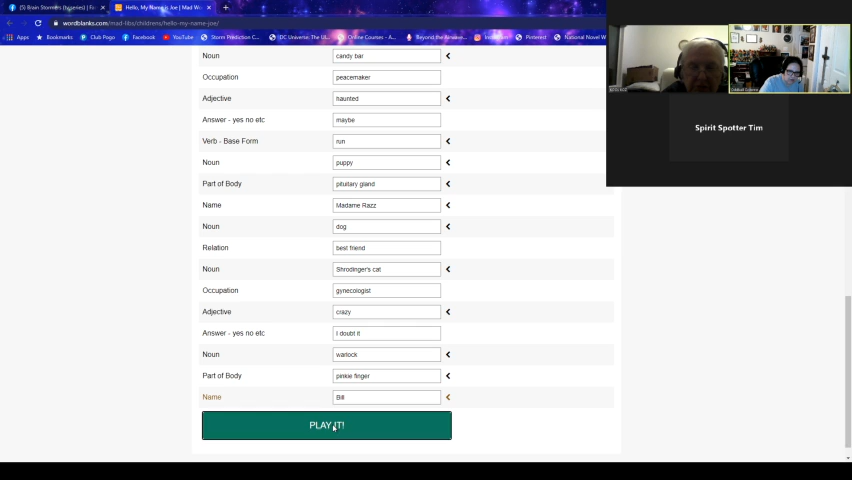 (5) Brain Stormers (
Hello, My Name is Joe | Mad Wo
wordblanks.com/mad-libs/childrens/hello-my-name-joe/
Apps
Bookmarks
Club Pogo
Facebook
YouTube
Storm Prediction C...
DC Universe: The Ul...
Online Courses - A...
Beyond the Airwave...
Instagram
Pinterest
National Novel W
Noun candy bar
Occupation peacemaker
Adjective haunted
Answer - yes no etc maybe
Verb - Base Form run
Noun puppy
Part of Body pituitary gland
Name Madame Razz
Noun dog
Relation best friend
Noun Shrodinger's cat
Occupation gynecologist
Adjective crazy
Answer - yes no etc I doubt it
Noun warlock
Part of Body pinkie finger
Name Bill
PLAY IT!
Spirit Spotter Tim